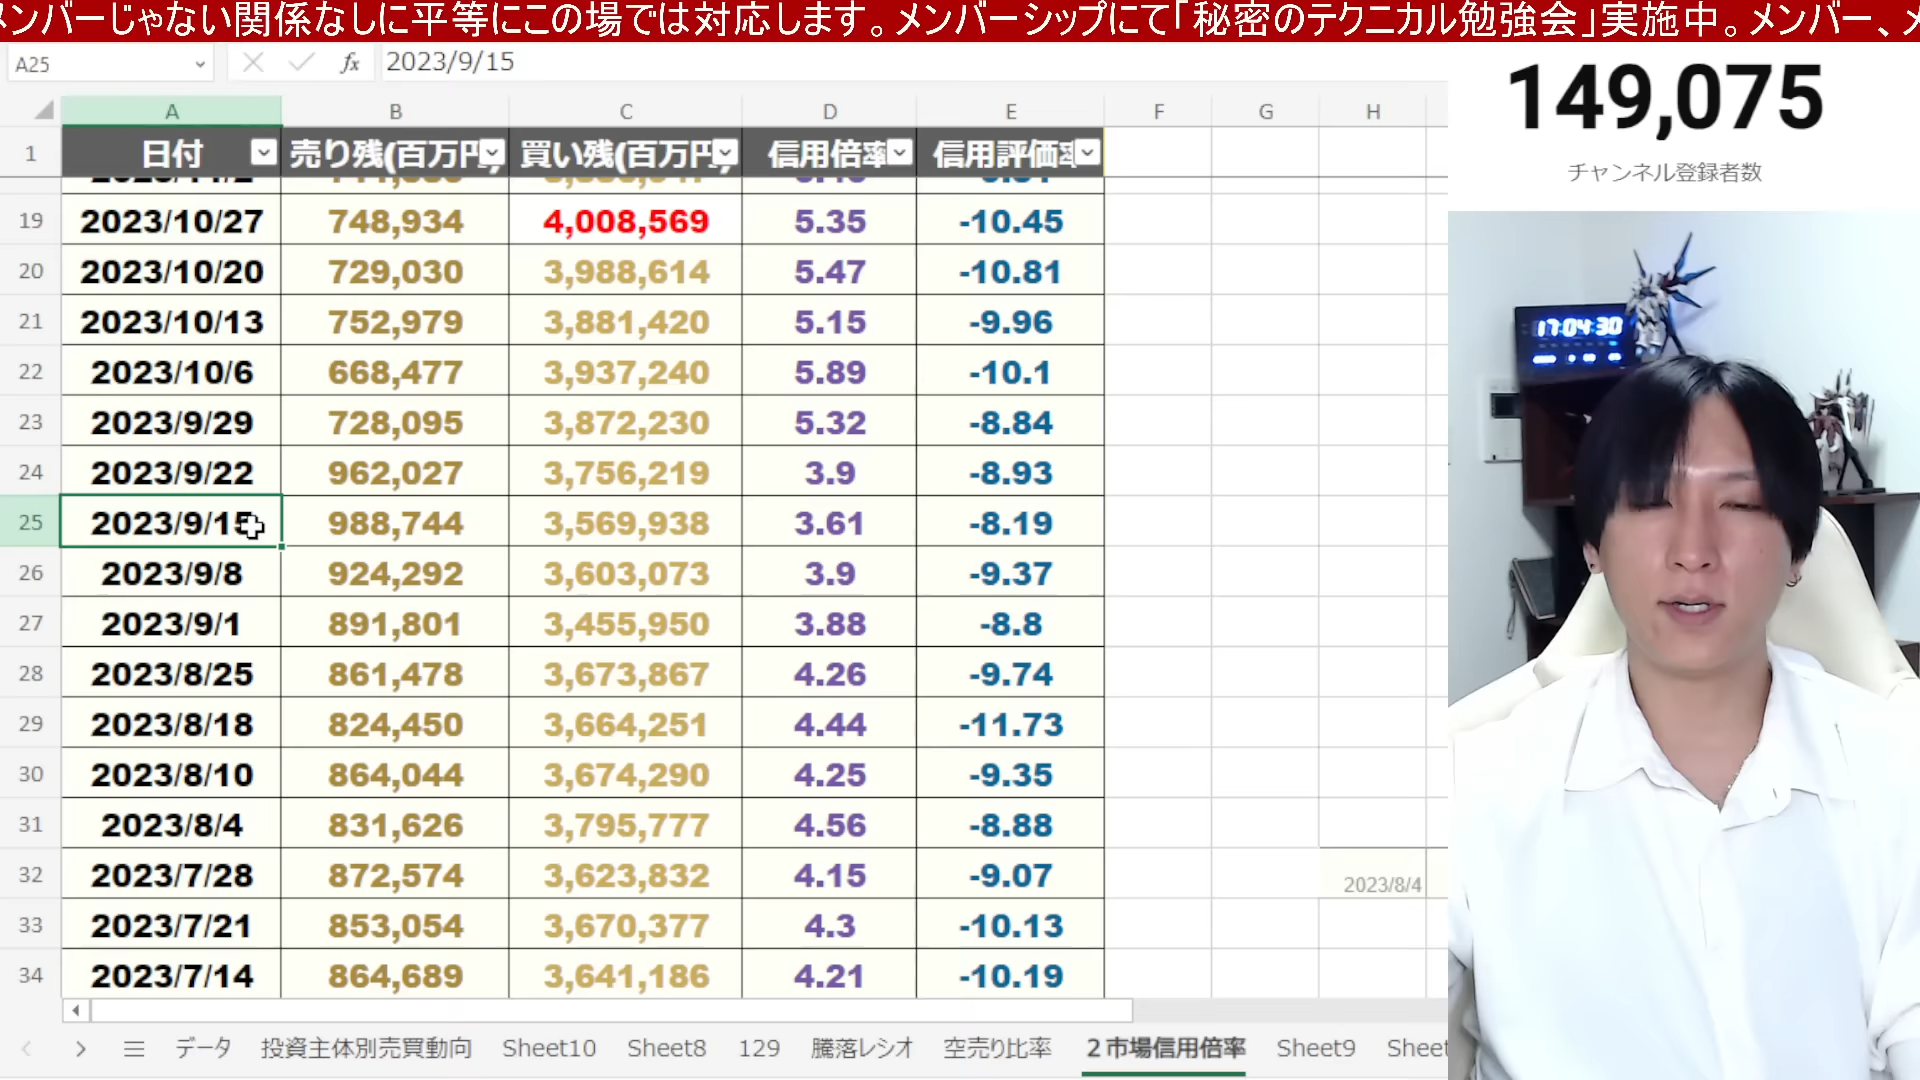 メンバーじゃない関係なしに平等にこの場では対応します。メンバーシップにて「秘密のテクニカル勉強会」実施中。メンバー、メ
A25 fx 2023/9/15
149,075
チャンネル登録者数
A B C D E F G H
1 日付 売り残(百万円) 買い残(百万円) 信用倍率 信用評価
19 2023/10/27 748,934 4,008,569 5.35 -10.45
20 2023/10/20 729,030 3,988,614 5.47 -10.81
21 2023/10/13 752,979 3,881,420 5.15 -9.96
22 2023/10/6 668,477 3,937,240 5.89 -10.1
23 2023/9/29 728,095 3,872,230 5.32 -8.84
24 2023/9/22 962,027 3,756,219 3.9 -8.93
25 2023/9/15 988,744 3,569,938 3.61 -8.19
26 2023/9/8 924,292 3,603,073 3.9 -9.37
27 2023/9/1 891,801 3,455,950 3.88 -8.8
28 2023/8/25 861,478 3,673,867 4.26 -9.74
29 2023/8/18 824,450 3,664,251 4.44 -11.73
30 2023/8/10 864,044 3,674,290 4.25 -9.35
31 2023/8/4 831,626 3,795,777 4.56 -8.88
32 2023/7/28 872,574 3,623,832 4.15 -9.07 2023/8/4
33 2023/7/21 853,054 3,670,377 4.3 -10.13
34 2023/7/14 864,689 3,641,186 4.21 -10.19
17:04:30
データ 投資主体別売買動向 Sheet10 Sheet8 129 騰落レシオ 空売り比率 2市場信用倍率 Sheet9 Sheet